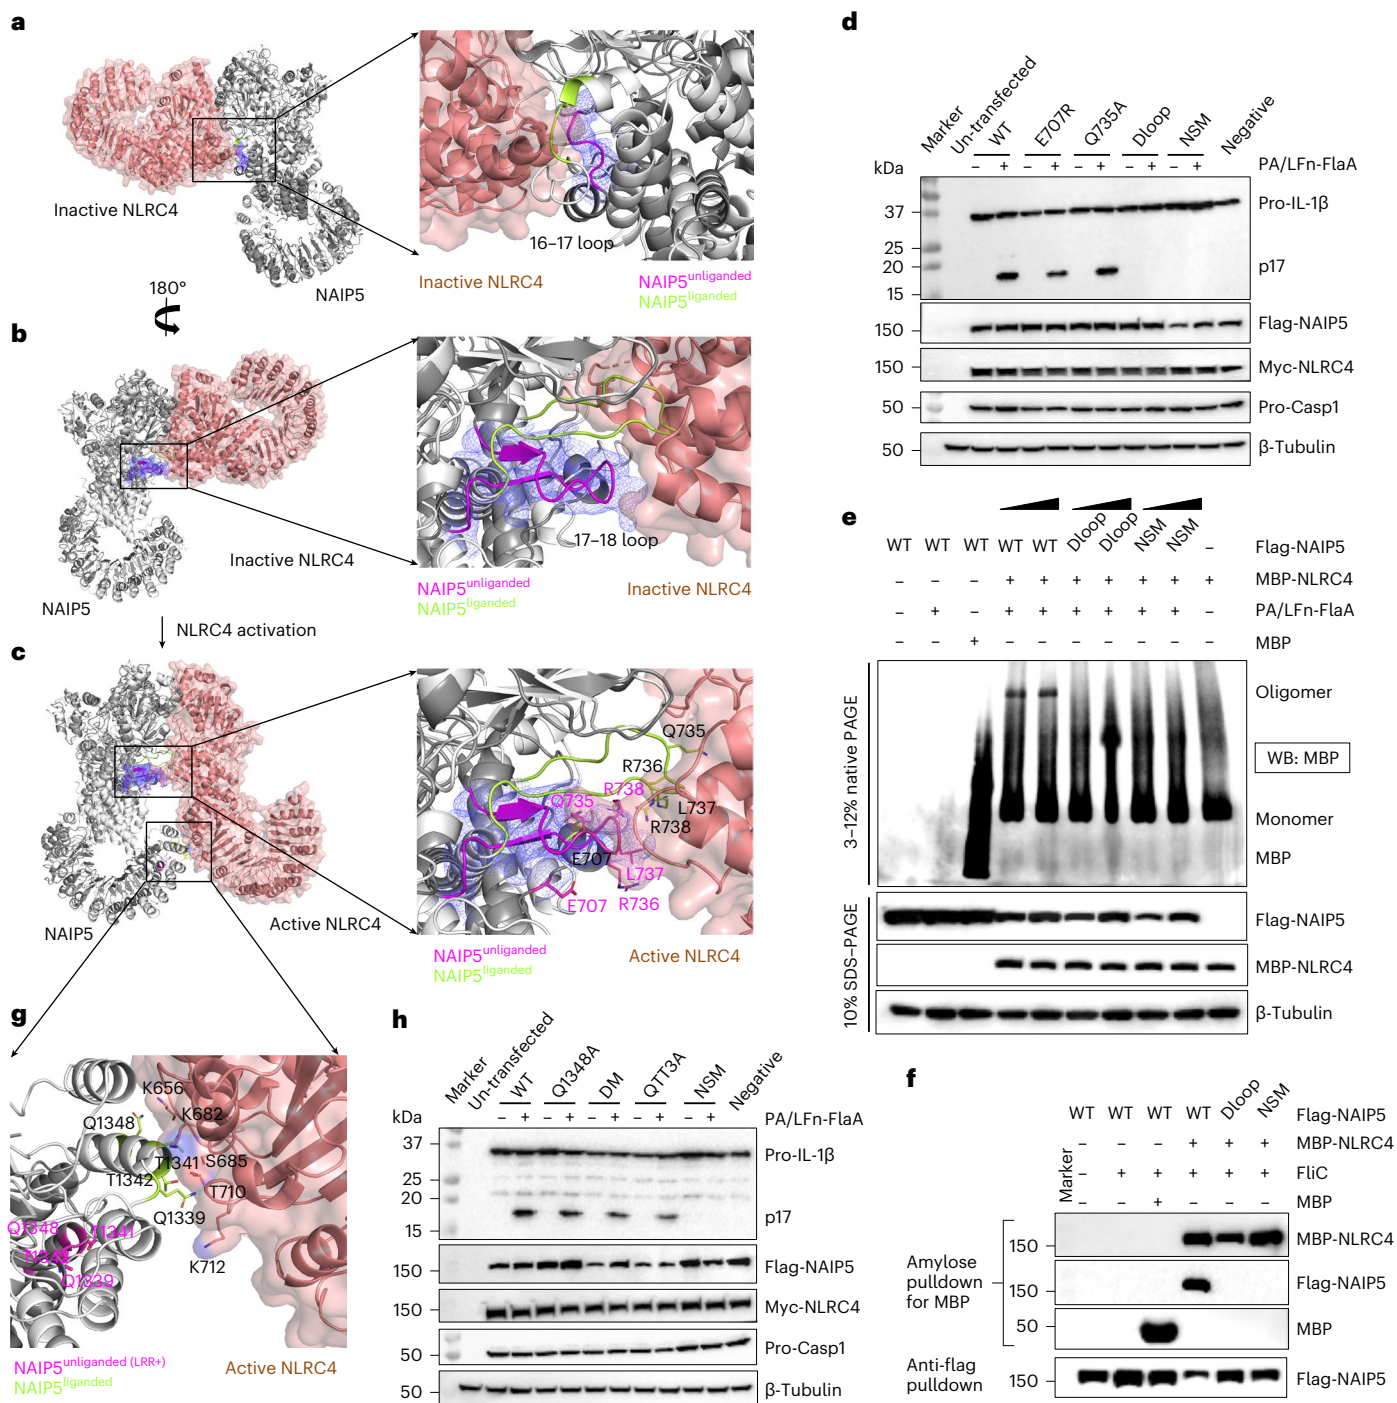 a
Inactive NLRC4
NAIP5
16–17 loop
Inactive NLRC4
NAIP5unliganded
NAIP5liganded
180°
b
Inactive NLRC4
NAIP5
17–18 loop
NAIP5unliganded
NAIP5liganded
Inactive NLRC4
NLRC4 activation
c
NAIP5
Active NLRC4
Q735
R736
R738
Q735
L737
R738
E707
L737
E707
R736
NAIP5unliganded
NAIP5liganded
Active NLRC4
d
Marker
Un-transfected
WT
E707R
Q735A
Dloop
NSM
Negative
kDa
– + – + – + – + – + PA/LFn-FlaA
37
25
20
15
Pro-IL-1β
p17
150
Flag-NAIP5
150
Myc-NLRC4
50
Pro-Casp1
50
β-Tubulin
e
WT WT WT WT WT Dloop Dloop NSM NSM – Flag-NAIP5
– – – + + + + + + + MBP-NLRC4
– + – + + + + + + – PA/LFn-FlaA
– – + – – – – – – – MBP
3–12% native PAGE
Oligomer
WB: MBP
Monomer
MBP
10% SDS–PAGE
Flag-NAIP5
MBP-NLRC4
β-Tubulin
f
WT WT WT WT Dloop NSM Flag-NAIP5
– – – + + + MBP-NLRC4
– + + + + + FliC
– – + – – – MBP
Marker
Amylose
pulldown
for MBP
150
MBP-NLRC4
150
Flag-NAIP5
50
MBP
Anti-flag
pulldown
150
Flag-NAIP5
g
K656
Q1348
K682
T1341
S685
T1342
T710
Q1339
K712
Q1348
T1341
T1342
Q1339
NAIP5unliganded (LRR+)
NAIP5liganded
Active NLRC4
h
Marker
Un-transfected
WT
Q1348A
DM
QTT3A
NSM
Negative
kDa
– + – + – + – + – + PA/LFn-FlaA
37
25
20
15
Pro-IL-1β
p17
150
Flag-NAIP5
150
Myc-NLRC4
50
Pro-Casp1
50
β-Tubulin